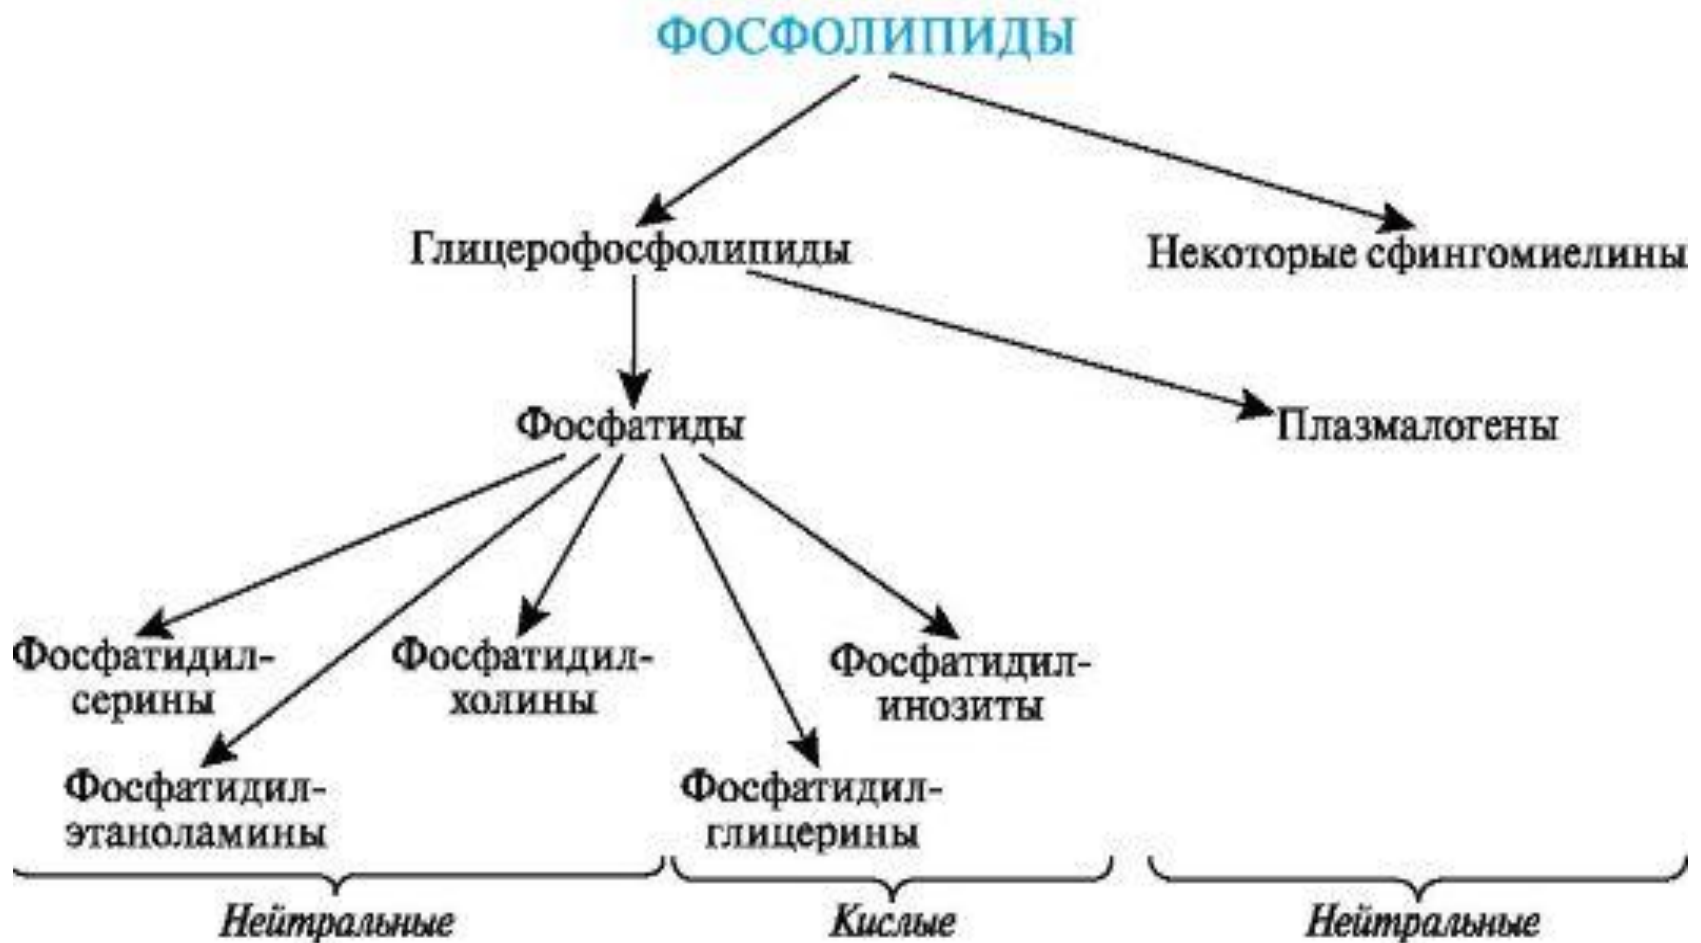 ФОСФОЛИПИДЫ
Глицерофосфолипиды
Некоторые сфингомиелины
Фосфатиды
Плазмалогены
Фосфатидил-
серины
Фосфатидил-
холины
Фосфатидил-
инозиты
Фосфатидил-
этаноламины
Фосфатидил-
глицерины
Нейтральные
Кислые
Нейтральные